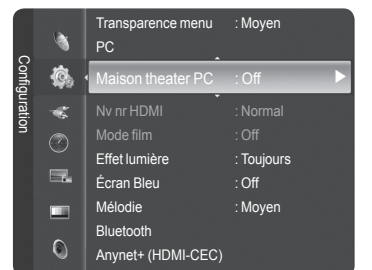 Configuration
Transparence menu : Moyen
PC
Maison theater PC : Off
Nv nr HDMI : Normal
Mode film : Off
Effet lumière : Toujours
Écran Bleu : Off
Mélodie : Moyen
Bluetooth
Anynet+ (HDMI-CEC)